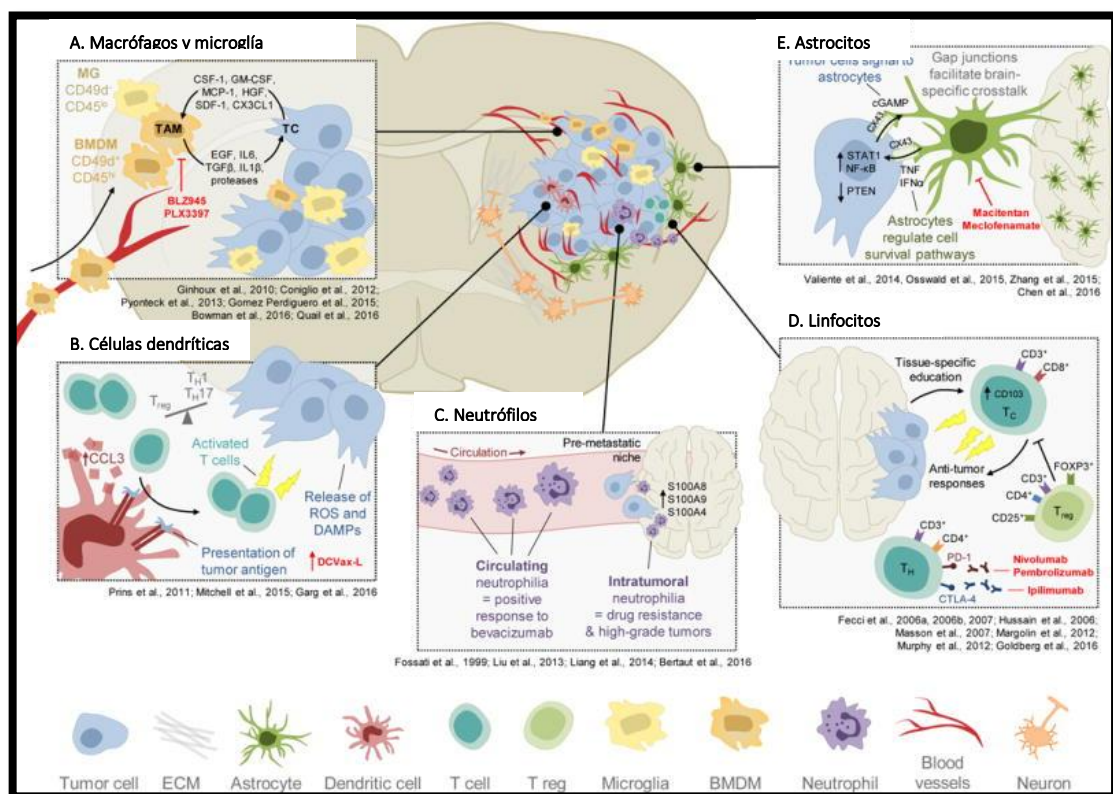 A. Macrófagos y microglía
MG
CD49d⁻
CD45ˡᵒ
BMDM
CD49d⁺
CD45ʰⁱ
CSF-1, GM-CSF,
MCP-1, HGF,
SDF-1, CX3CL1
TAM
TC
EGF, IL6,
TGFβ, IL1β,
proteases
BLZ945
PLX3397
Ginhoux et al., 2010; Coniglio et al., 2012;
Pyonteck et al., 2013; Gomez Perdiguero et al., 2015;
Bowman et al., 2016; Quail et al., 2016
B. Células dendríticas
TH1
TH17
Treg
CCL3
Activated
T cells
Release of
ROS and
DAMPs
Presentation of
tumor antigen
DCVax-L
Prins et al., 2011; Mitchell et al., 2015; Garg et al., 2016
C. Neutrófilos
Circulation
Pre-metastatic
niche
S100A8
S100A9
S100A4
Circulating
neutrophilia
= positive
response to
bevacizumab
Intratumoral
neutrophilia
= drug resistance
& high-grade tumors
Fossati et al., 1999; Liu et al., 2013; Liang et al., 2014; Bertaut et al., 2016
E. Astrocitos
Tumor cells signal to
astrocytes
Gap junctions
facilitate brain-
specific crosstalk
cGAMP
CX43
CX43
STAT1
NF-κB
PTEN
TNF
IFNα
Astrocytes
regulate cell
survival pathways
Macitentan
Meclofenamate
Valiente et al., 2014, Osswald et al., 2015, Zhang et al., 2015;
Chen et al., 2016
D. Linfocitos
Tissue-specific
education
CD3⁺
CD8⁺
CD103
TC
Anti-tumor
responses
FOXP3⁺
CD3⁺
CD4⁺
CD25⁺
Treg
CD3⁺
CD4⁺
TH
PD-1
CTLA-4
Nivolumab
Pembrolizumab
Ipilimumab
Fecci et al., 2006a, 2006b, 2007; Hussain et al., 2006;
Masson et al., 2007; Margolin et al., 2012;
Murphy et al., 2012; Goldberg et al., 2016
Tumor cell
ECM
Astrocyte
Dendritic cell
T cell
T reg
Microglia
BMDM
Neutrophil
Blood
vessels
Neuron